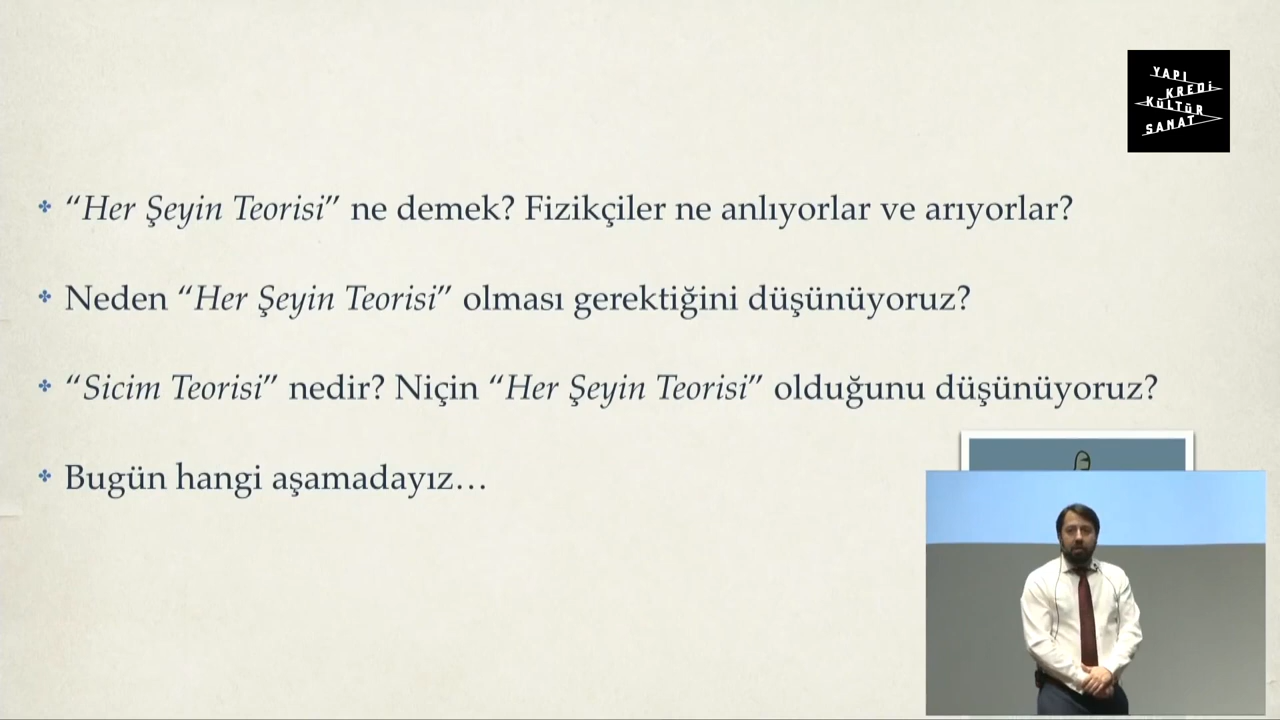 YAPI
KREDİ
KÜLTÜR
SANAT
“Her Şeyin Teorisi” ne demek? Fizikçiler ne anlıyorlar ve arıyorlar?
Neden “Her Şeyin Teorisi” olması gerektiğini düşünüyoruz?
“Sicim Teorisi” nedir? Niçin “Her Şeyin Teorisi” olduğunu düşünüyoruz?
Bugün hangi aşamadayız…